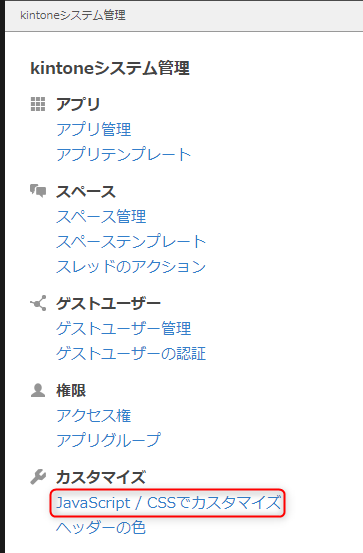 kintoneシステム管理
kintoneシステム管理
アプリ
アプリ管理
アプリテンプレート
スペース
スペース管理
スペーステンプレート
スレッドのアクション
ゲストユーザー
ゲストユーザー管理
ゲストユーザーの認証
権限
アクセス権
アプリグループ
カスタマイズ
JavaScript / CSSでカスタマイズ
ヘッダーの色